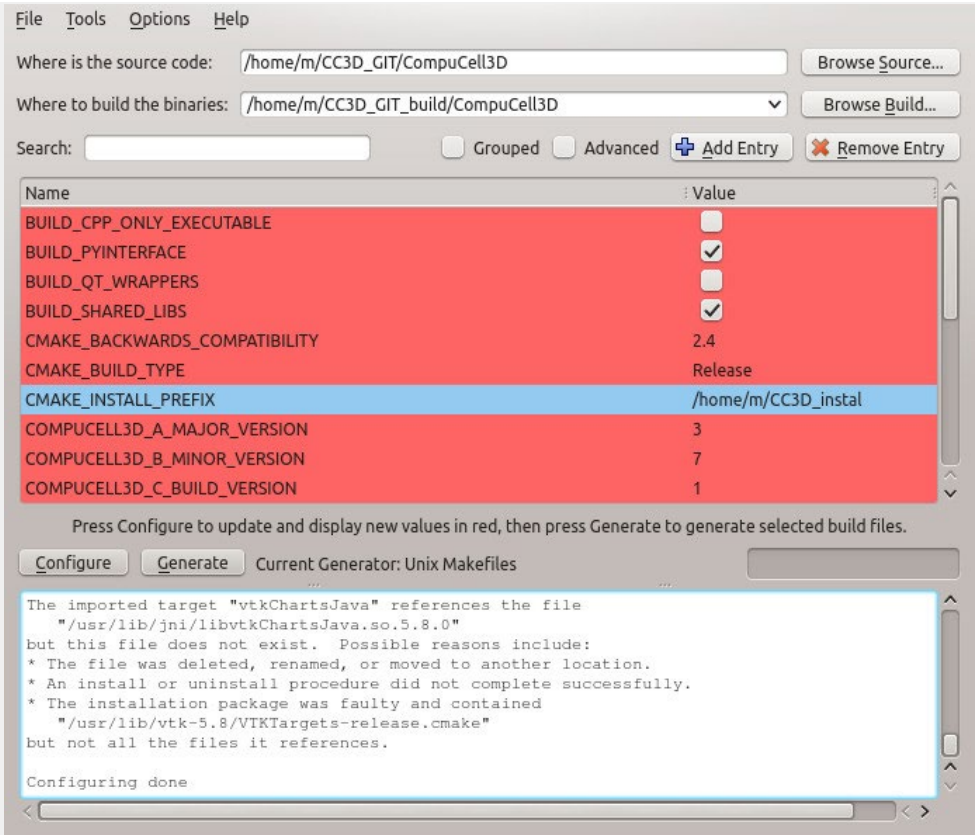 File Tools Options Help
Where is the source code: /home/m/CC3D_GIT/CompuCell3D Browse Source...
Where to build the binaries: /home/m/CC3D_GIT_build/CompuCell3D Browse Build...
Search: Grouped Advanced Add Entry Remove Entry
Name Value
BUILD_CPP_ONLY_EXECUTABLE
BUILD_PYINTERFACE
BUILD_QT_WRAPPERS
BUILD_SHARED_LIBS
CMAKE_BACKWARDS_COMPATIBILITY 2.4
CMAKE_BUILD_TYPE Release
CMAKE_INSTALL_PREFIX /home/m/CC3D_instal
COMPUCELL3D_A_MAJOR_VERSION 3
COMPUCELL3D_B_MINOR_VERSION 7
COMPUCELL3D_C_BUILD_VERSION 1
Press Configure to update and display new values in red, then press Generate to generate selected build files.
Configure Generate Current Generator: Unix Makefiles
The imported target "vtkChartsJava" references the file
"/usr/lib/jni/libvtkChartsJava.so.5.8.0"
but this file does not exist. Possible reasons include:
* The file was deleted, renamed, or moved to another location.
* An install or uninstall procedure did not complete successfully.
* The installation package was faulty and contained
"/usr/lib/vtk-5.8/VTKTargets-release.cmake"
but not all the files it references.
Configuring done